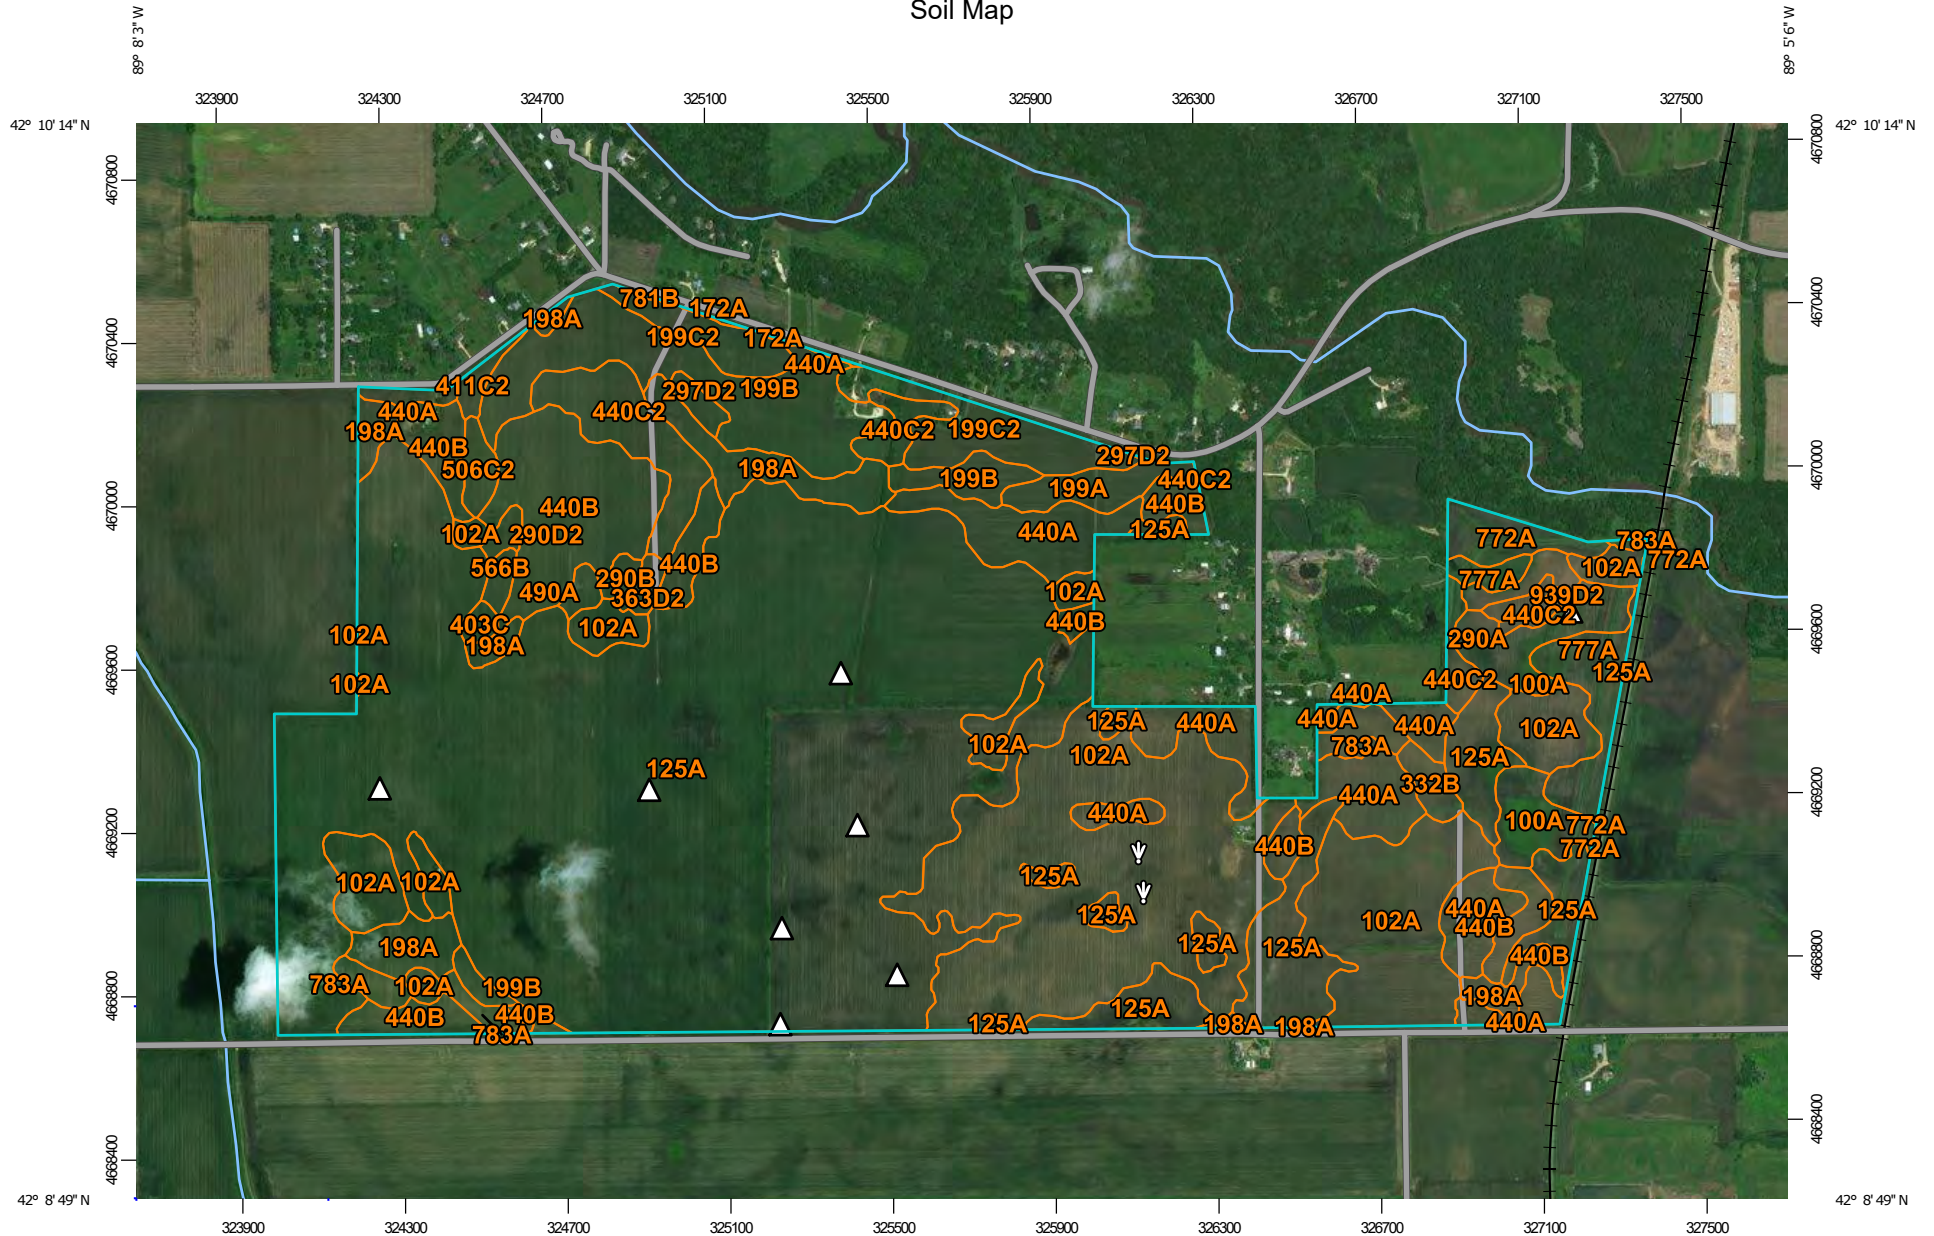 Soil Map
89° 8' 3'' W
89° 5' 6'' W
323900 324300 324700 325100 325500 325900 326300 326700 327100 327500
42° 10' 14'' N
42° 10' 14'' N
4670800
4670800
781B
172A
198A
4670400
199C2
172A
4670400
440A
411C2
297D2
199B
440A
440C2
198A
440C2
199C2
440B
297D2
506C2
198A
4670000
199B
440C2
199A
440B
440B
4670000
102A
290D2
440A
125A
772A
783A
772A
566B
440B
102A
290B
777A
490A
363D2
102A
939D2
440C2
4669600
403C
102A
440B
102A
198A
290A
777A
4669600
102A
125A
440C2
100A
440A
125A
440A
440A
440A
102A
102A
102A
783A
125A
125A
332B
4669200
440A
440A
100A
772A
4669200
440B
772A
102A
102A
125A
125A
440A
125A
102A
440B
198A
125A
125A
440B
4668800
783A
102A
199B
198A
4668800
440B
440B
125A
125A
198A
198A
440A
783A
4668400
4668400
42° 8' 49'' N
42° 8' 49'' N
323900 324300 324700 325100 325500 325900 326300 326700 327100 327500